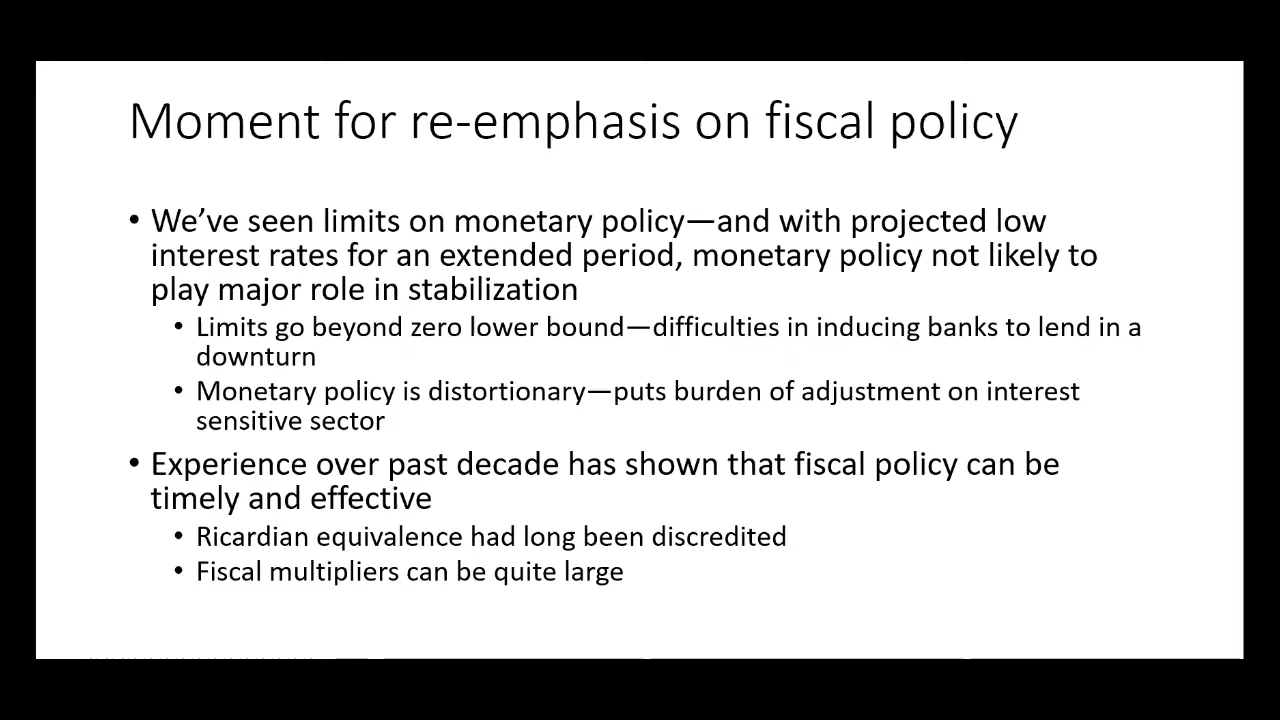 Moment for re-emphasis on fiscal policy
• We’ve seen limits on monetary policy—and with projected low
interest rates for an extended period, monetary policy not likely to
play major role in stabilization
• Limits go beyond zero lower bound—difficulties in inducing banks to lend in a
downturn
• Monetary policy is distortionary—puts burden of adjustment on interest
sensitive sector
• Experience over past decade has shown that fiscal policy can be
timely and effective
• Ricardian equivalence had long been discredited
• Fiscal multipliers can be quite large